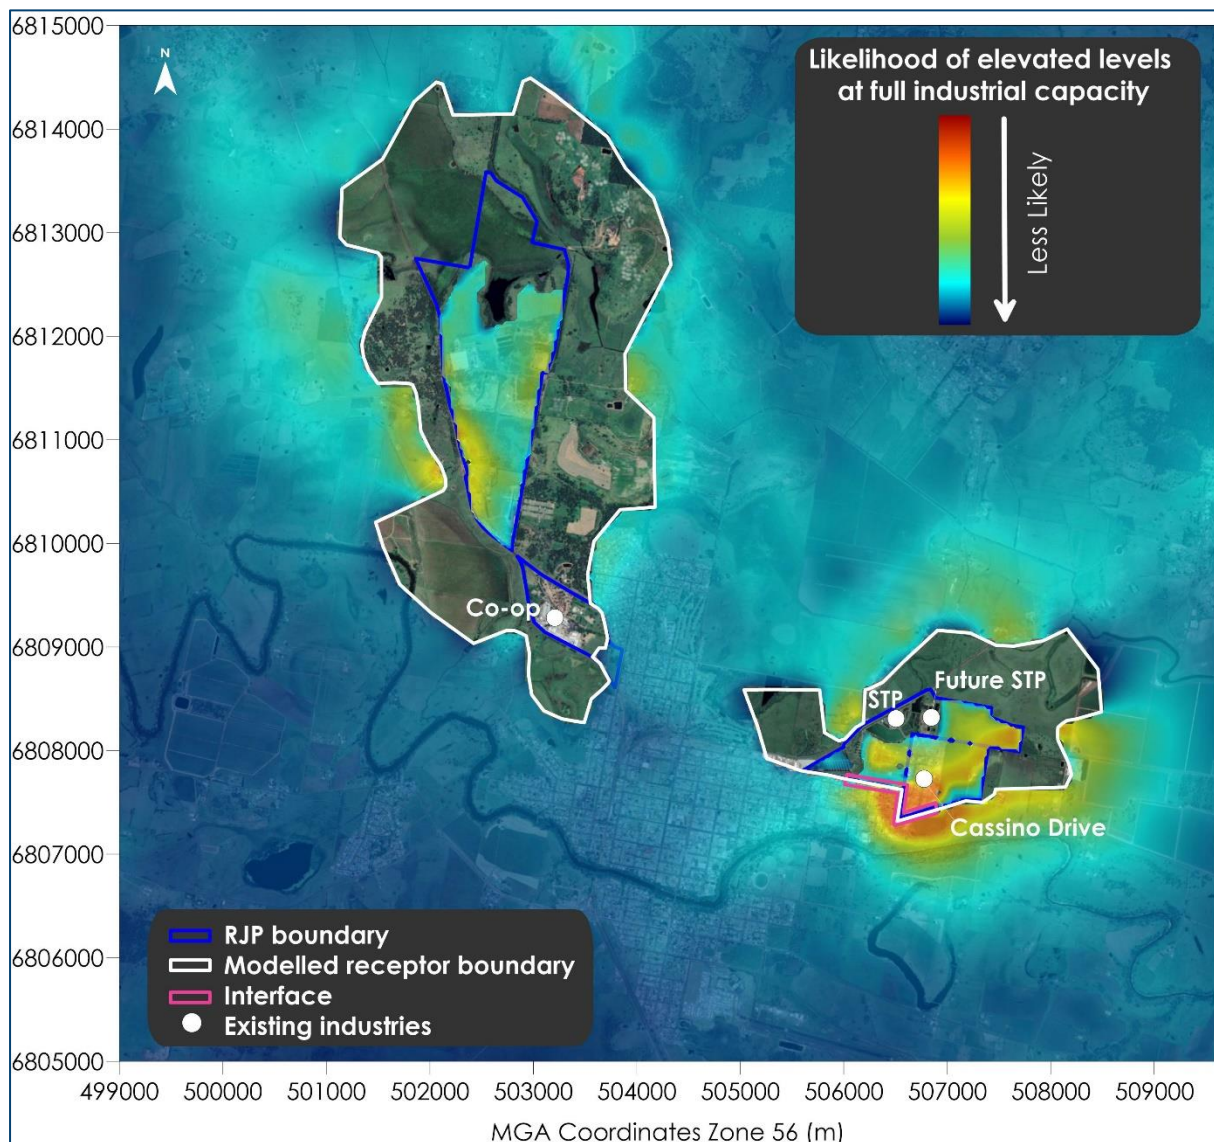 6815000
6814000
6813000
6812000
6811000
6810000
6809000
6808000
6807000
6806000
6805000
N
Likelihood of elevated levels
at full industrial capacity
Less Likely
Co-op
STP
Future STP
Cassino Drive
RJP boundary
Modelled receptor boundary
Interface
Existing industries
499000 500000 501000 502000 503000 504000 505000 506000 507000 508000 509000
MGA Coordinates Zone 56 (m)